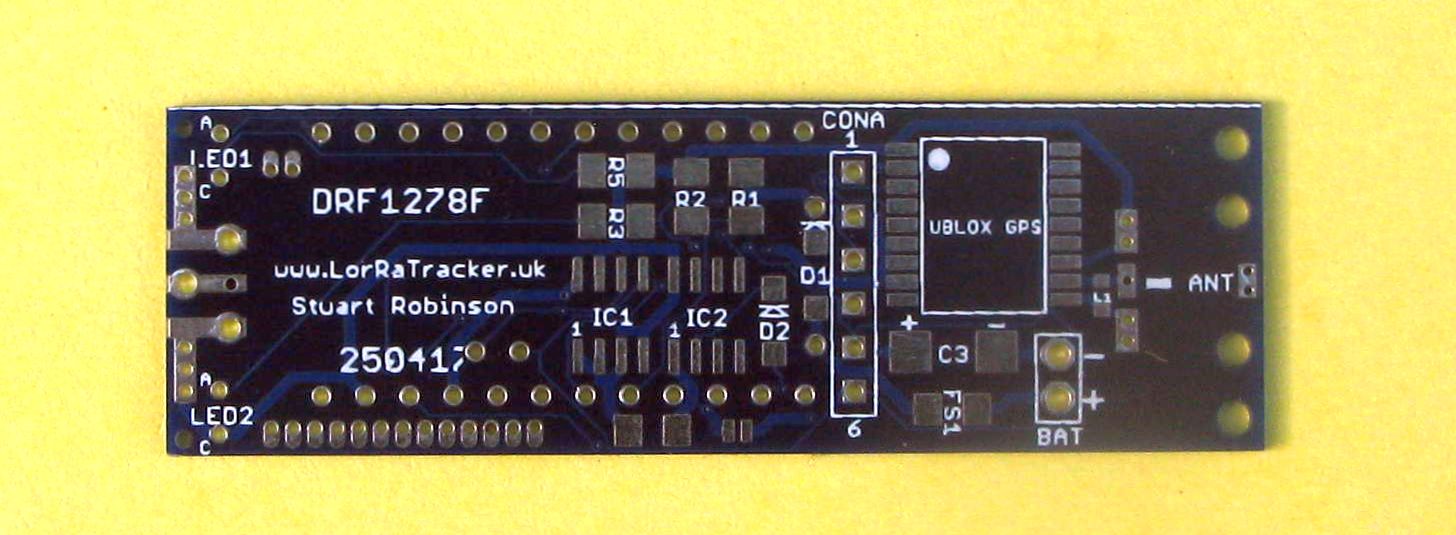 A
LED1
C
DRF1278F
www.LorRaTracker.uk
Stuart Robinson
250417
A
LED2
C
R5
R3
R2
R1
IC1
1
IC2
1
D1
D2
CONA
1
6
UBLOX GPS
+
-
C3
FS1
L1
- ANT
-
+
BAT